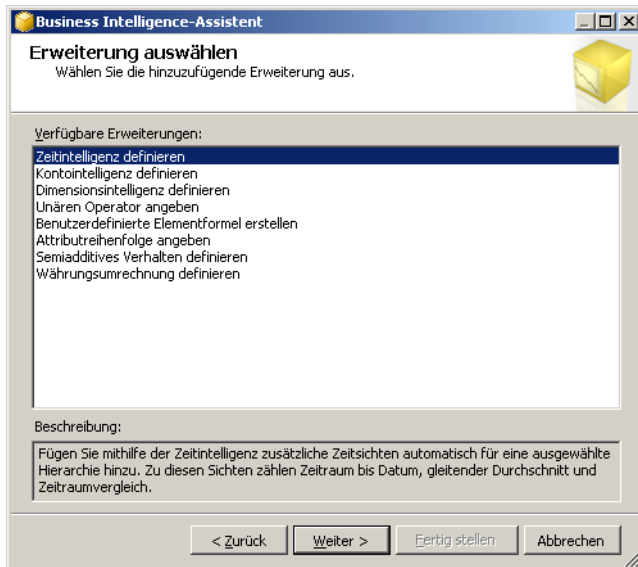 Business Intelligence-Assistent
Erweiterung auswählen
Wählen Sie die hinzuzufügende Erweiterung aus.
Verfügbare Erweiterungen:
Zeitintelligenz definieren
Kontointelligenz definieren
Dimensionsintelligenz definieren
Unären Operator angeben
Benutzerdefinierte Elementformel erstellen
Attributreihenfolge angeben
Semiadditives Verhalten definieren
Währungsumrechnung definieren
Beschreibung:
Fügen Sie mithilfe der Zeitintelligenz zusätzliche Zeitsichten automatisch für eine ausgewählte
Hierarchie hinzu. Zu diesen Sichten zählen Zeitraum bis Datum, gleitender Durchschnitt und
Zeitraumvergleich.
< Zurück Weiter > Fertig stellen Abbrechen